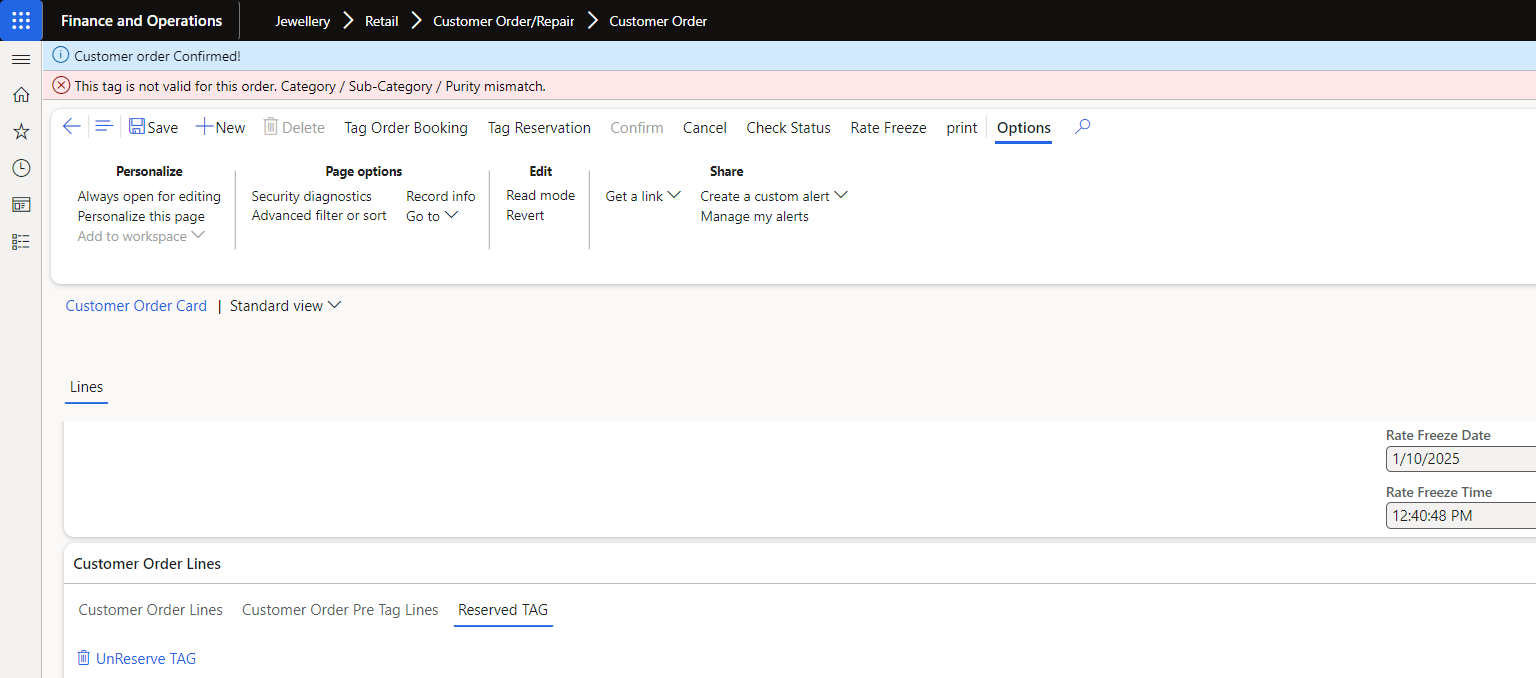 Finance and Operations Jewellery Retail Customer Order/Repair Customer Order
Customer order Confirmed!
This tag is not valid for this order. Category / Sub-Category / Purity mismatch.
Save New Delete Tag Order Booking Tag Reservation Confirm Cancel Check Status Rate Freeze print Options
Personalize
Always open for editing
Personalize this page
Add to workspace
Page options
Security diagnostics
Advanced filter or sort
Record info
Go to
Edit
Read mode
Revert
Get a link
Share
Create a custom alert
Manage my alerts
Customer Order Card | Standard view
Lines
Rate Freeze Date
1/10/2025
Rate Freeze Time
12:40:48 PM
Customer Order Lines
Customer Order Lines Customer Order Pre Tag Lines Reserved TAG
UnReserve TAG